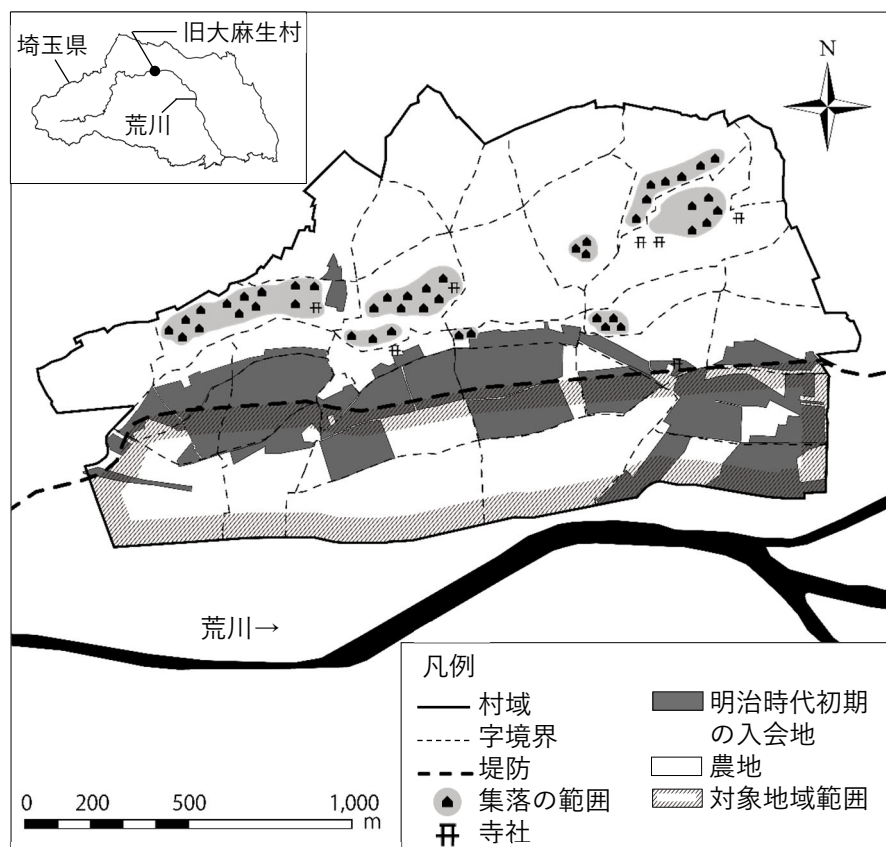 旧大麻生村
埼玉県
荒川
N
荒川→
凡例
村域
字境界
堤防
集落の範囲
寺社
明治時代初期
の入会地
農地
対象地域範囲
0 200 500 1,000
m